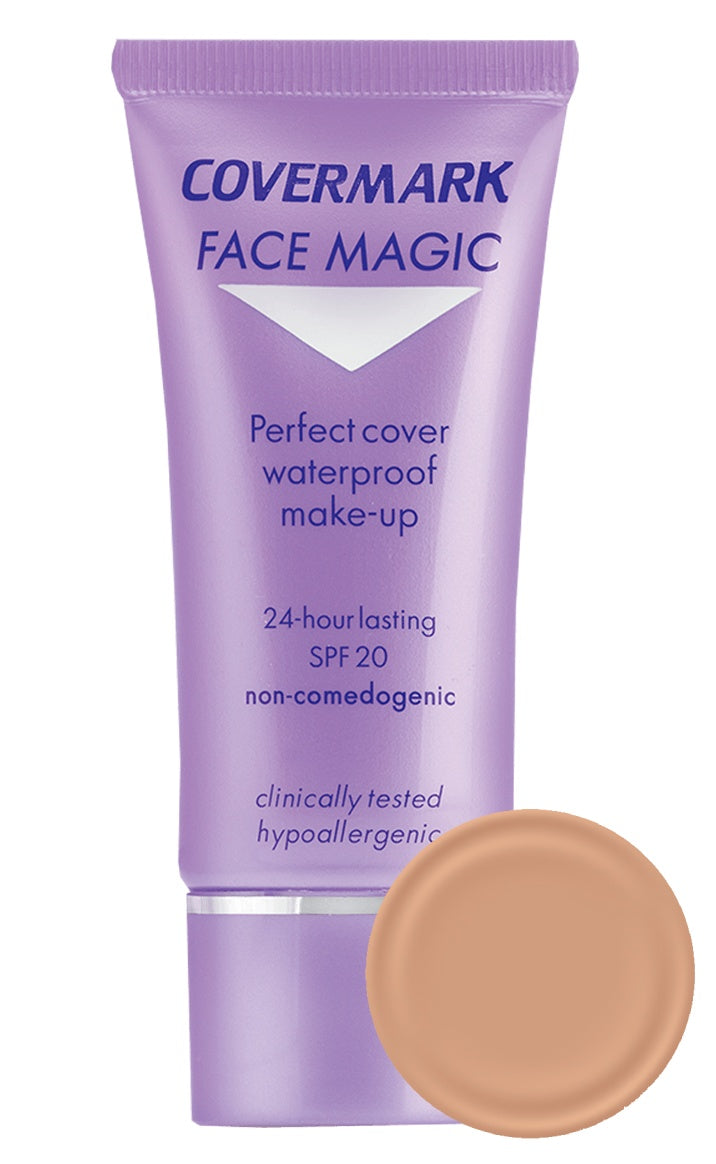 COVERMARK
FACE MAGIC
Perfect cover
waterproof
make-up
24-hour lasting
SPF 20
non-comedogenic
clinically tested
hypoallergenic